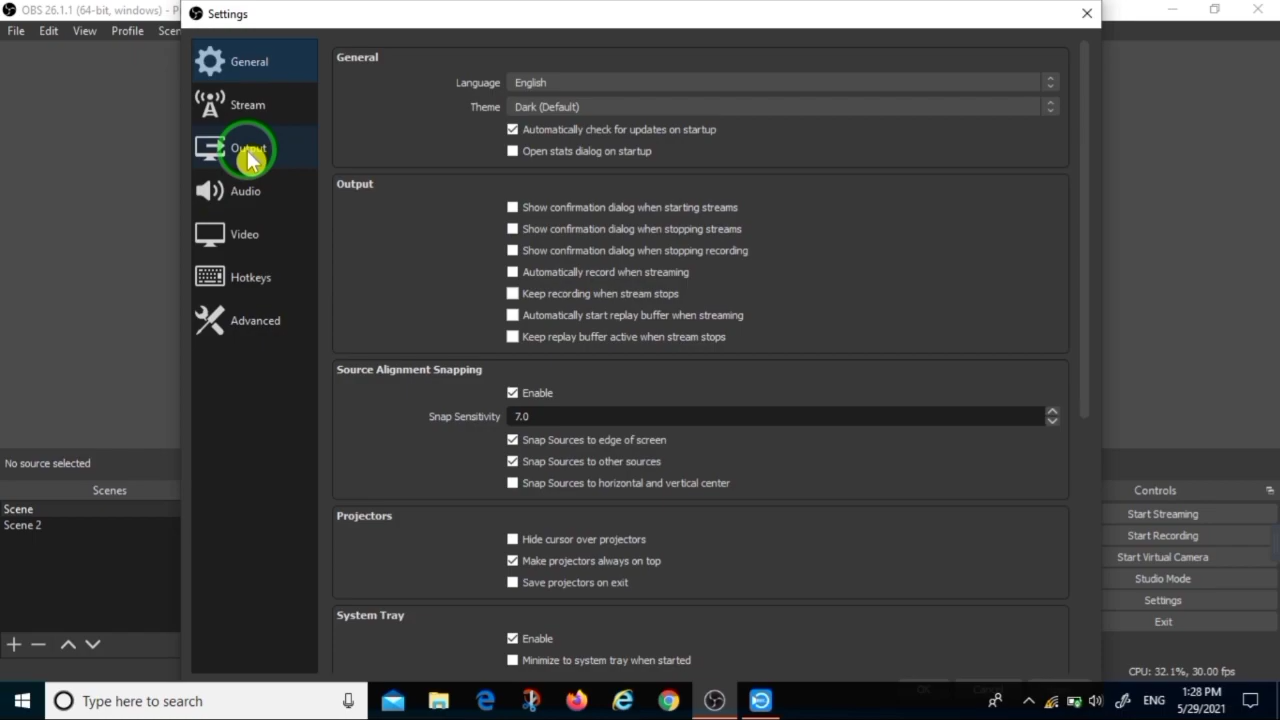 OBS 26.1.1 (64-bit, windows) - P
Settings
File Edit View Profile Scen
General
Stream
Output
Audio
Video
Hotkeys
Advanced
General
Language English
Theme Dark (Default)
Automatically check for updates on startup
Open stats dialog on startup
Output
Show confirmation dialog when starting streams
Show confirmation dialog when stopping streams
Show confirmation dialog when stopping recording
Automatically record when streaming
Keep recording when stream stops
Automatically start replay buffer when streaming
Keep replay buffer active when stream stops
Source Alignment Snapping
Enable
Snap Sensitivity 7.0
Snap Sources to edge of screen
Snap Sources to other sources
Snap Sources to horizontal and vertical center
Projectors
Hide cursor over projectors
Make projectors always on top
Save projectors on exit
System Tray
Enable
Minimize to system tray when started
No source selected
Scenes
Scene
Scene 2
Controls
Start Streaming
Start Recording
Start Virtual Camera
Studio Mode
Settings
Exit
CPU: 32.1%, 30.00 fps
OK Cancel
Type here to search
ENG
1:28 PM
5/29/2021